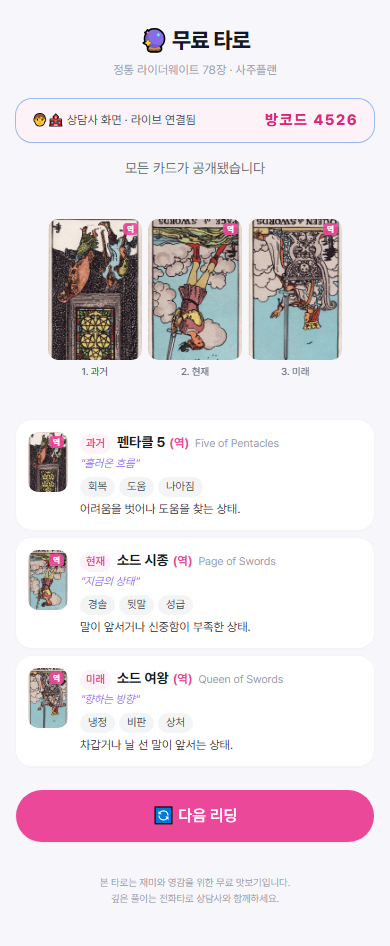 무료 타로
정통 라이더웨이트 78장 · 사주플랜
상담사 화면 · 라이브 연결됨
방코드 4526
모든 카드가 공개됐습니다
역
역
역
PAGE of SWORDS
QUEEN of SWORDS
1. 과거
2. 현재
3. 미래
역
과거 펜타클 5 (역) Five of Pentacles
"흘러온 흐름"
회복 도움 나아짐
어려움을 벗어나 도움을 찾는 상태.
역
현재 소드 시종 (역) Page of Swords
"지금의 상태"
경솔 뒷말 성급
말이 앞서거나 신중함이 부족한 상태.
역
미래 소드 여왕 (역) Queen of Swords
"향하는 방향"
냉정 비판 상처
차갑거나 날 선 말이 앞서는 상태.
다음 리딩
본 타로는 재미와 영감을 위한 무료 맛보기입니다.
깊은 풀이는 전화타로 상담사와 함께하세요.